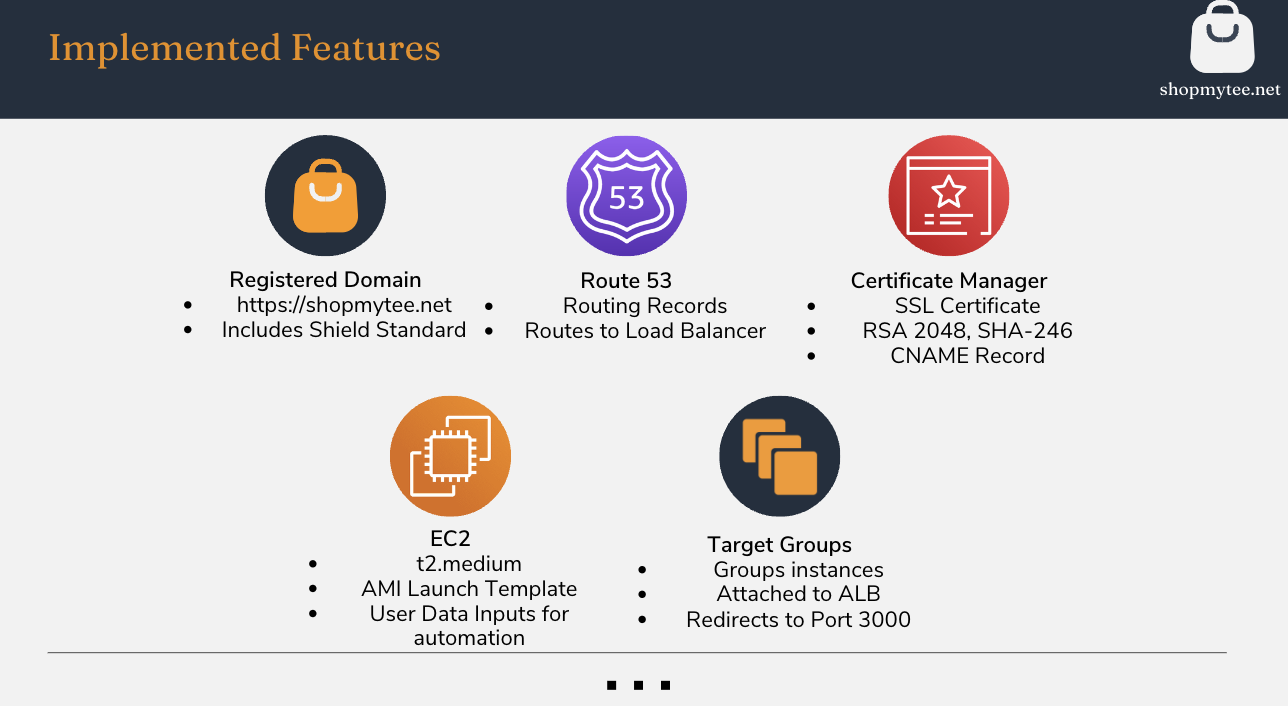 Implemented Features
shopmytee.net
53
Registered Domain
• https://shopmytee.net
• Includes Shield Standard
Route 53
• Routing Records
• Routes to Load Balancer
Certificate Manager
• SSL Certificate
• RSA 2048, SHA-246
• CNAME Record
EC2
• t2.medium
• AMI Launch Template
• User Data Inputs for
automation
Target Groups
• Groups instances
• Attached to ALB
• Redirects to Port 3000